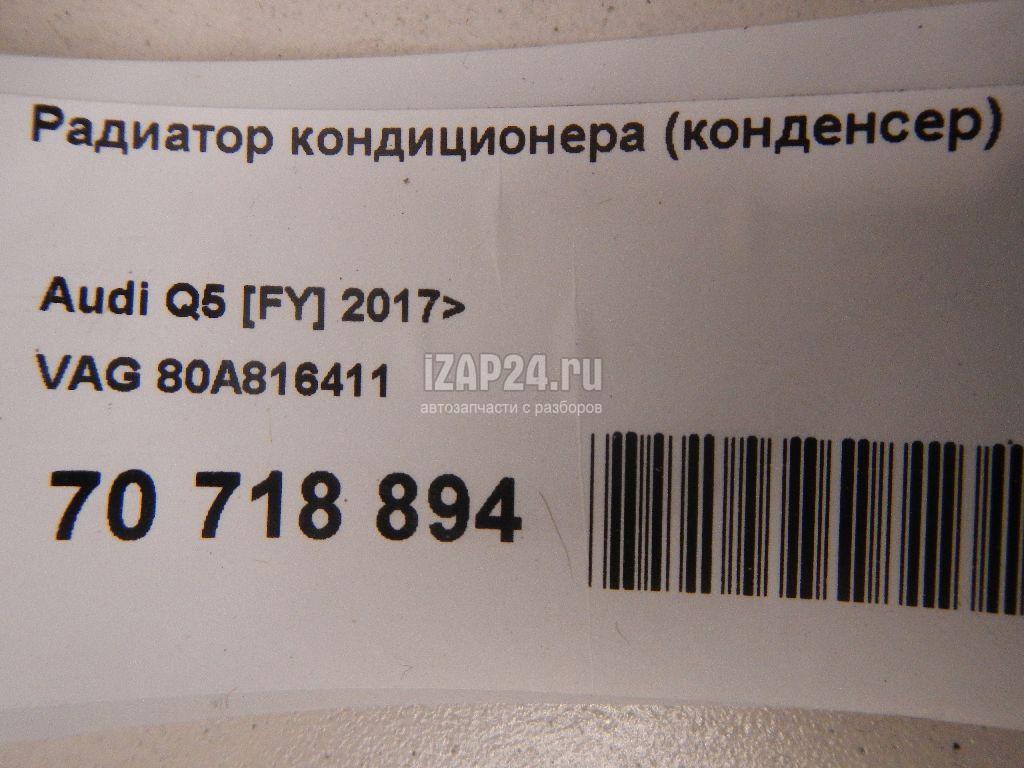 Радиатор кондиционера (конденсер)
Audi Q5 [FY] 2017>
VAG 80A816411
iZAP24.ru
автозапчасти с разборов
70 718 894